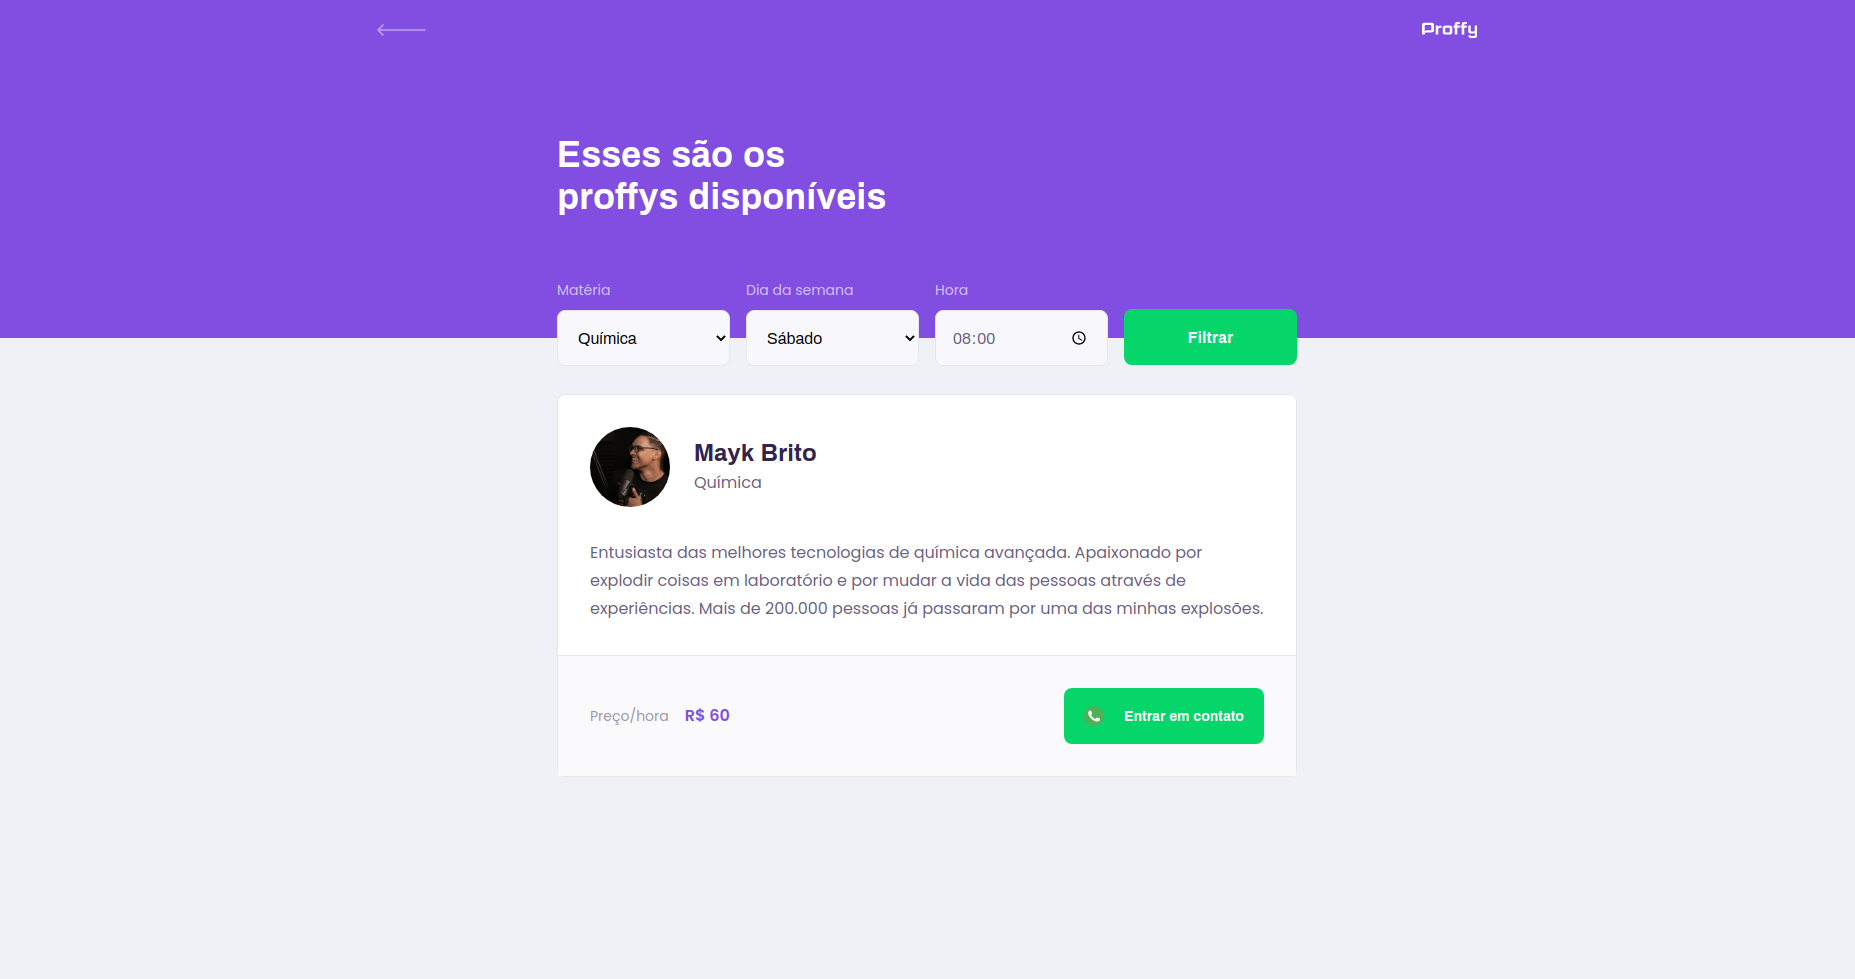 Proffy
Esses são os
proffys disponíveis
Matéria
Dia da semana
Hora
Química
Sábado
08:00
Filtrar
Mayk Brito
Química
Entusiasta das melhores tecnologias de química avançada. Apaixonado por
explodir coisas em laboratório e por mudar a vida das pessoas através de
experiências. Mais de 200.000 pessoas já passaram por uma das minhas explosões.
Preço/hora R$ 60
Entrar em contato